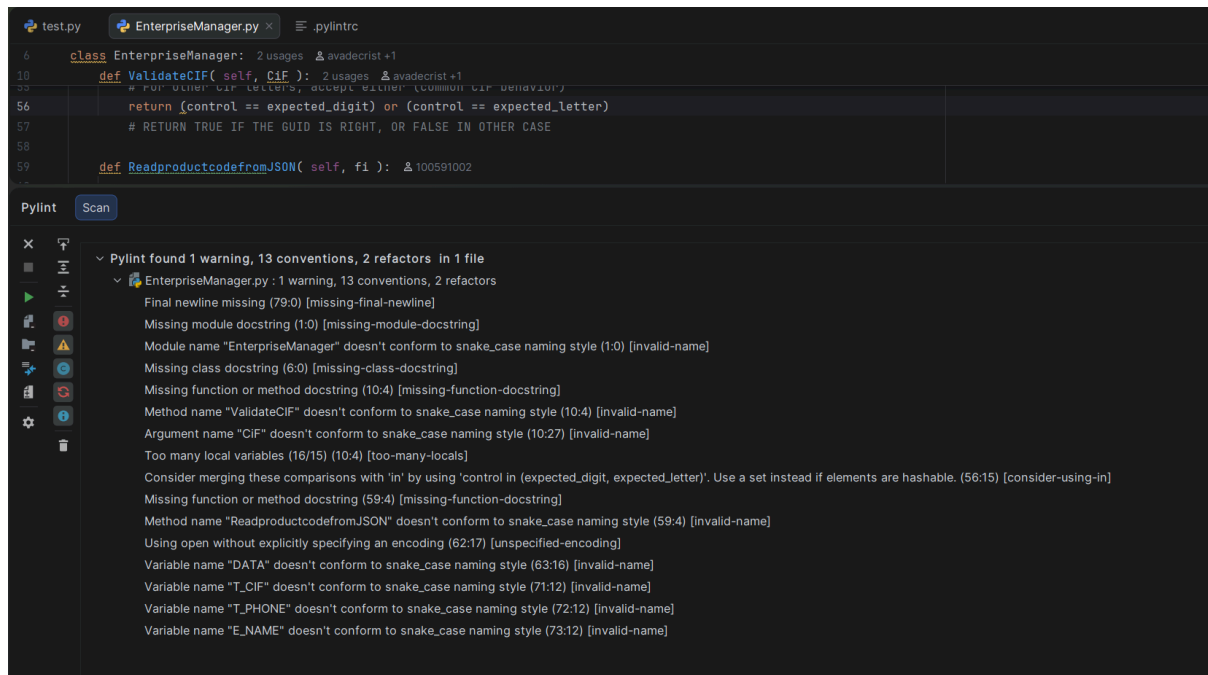 test.py EnterpriseManager.py × .pylintrc
6 class EnterpriseManager: 2 usages avadecrist +1
10 def ValidateCIF( self, CiF ): 2 usages avadecrist +1
55 # For other CIF letters, accept either (common CIF behavior)
56 return (control == expected_digit) or (control == expected_letter)
57 # RETURN TRUE IF THE GUID IS RIGHT, OR FALSE IN OTHER CASE
58
59 def ReadproductcodefromJSON( self, fi ): 100591002
Pylint Scan
Pylint found 1 warning, 13 conventions, 2 refactors in 1 file
EnterpriseManager.py : 1 warning, 13 conventions, 2 refactors
Final newline missing (79:0) [missing-final-newline]
Missing module docstring (1:0) [missing-module-docstring]
Module name "EnterpriseManager" doesn't conform to snake_case naming style (1:0) [invalid-name]
Missing class docstring (6:0) [missing-class-docstring]
Missing function or method docstring (10:4) [missing-function-docstring]
Method name "ValidateCIF" doesn't conform to snake_case naming style (10:4) [invalid-name]
Argument name "CiF" doesn't conform to snake_case naming style (10:27) [invalid-name]
Too many local variables (16/15) (10:4) [too-many-locals]
Consider merging these comparisons with 'in' by using 'control in (expected_digit, expected_letter)'. Use a set instead if elements are hashable. (56:15) [consider-using-in]
Missing function or method docstring (59:4) [missing-function-docstring]
Method name "ReadproductcodefromJSON" doesn't conform to snake_case naming style (59:4) [invalid-name]
Using open without explicitly specifying an encoding (62:17) [unspecified-encoding]
Variable name "DATA" doesn't conform to snake_case naming style (63:16) [invalid-name]
Variable name "T_CIF" doesn't conform to snake_case naming style (71:12) [invalid-name]
Variable name "T_PHONE" doesn't conform to snake_case naming style (72:12) [invalid-name]
Variable name "E_NAME" doesn't conform to snake_case naming style (73:12) [invalid-name]